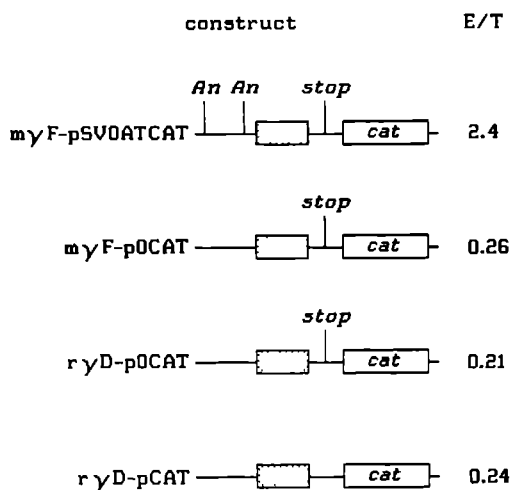 construct E/T
An An stop
mγF-pSVOATCAT cat 2.4
stop
mγF-pOCAT cat 0.26
stop
rγD-pOCAT cat 0.21
rγD-pCAT cat 0.24